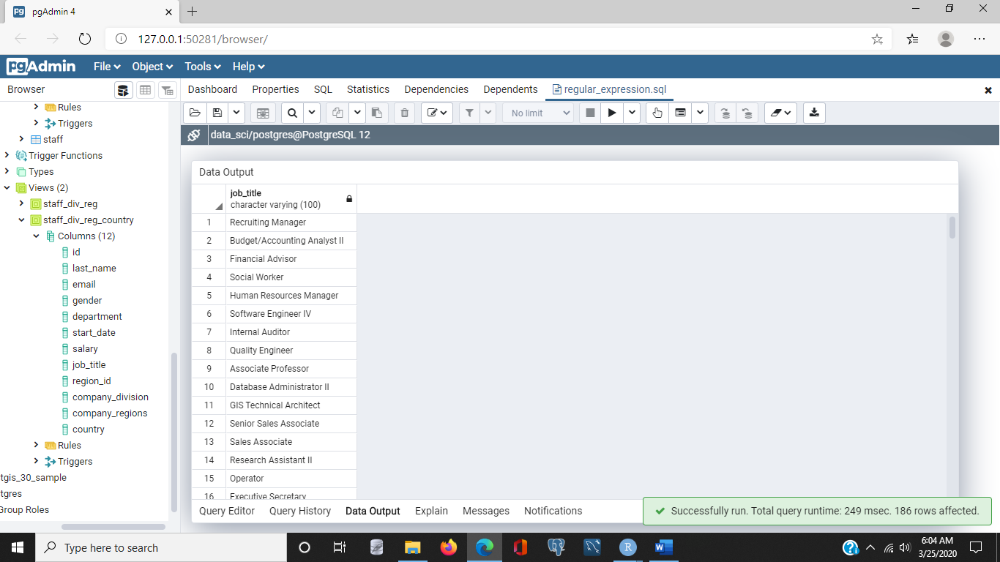 pgAdmin 4
127.0.0.1:50281/browser/
pgAdmin File Object Tools Help
Browser
Dashboard Properties SQL Statistics Dependencies Dependents regular_expression.sql
No limit
data_sci/postgres@PostgreSQL 12
Rules
Triggers
staff
Trigger Functions
Types
Views (2)
staff_div_reg
staff_div_reg_country
Columns (12)
id
last_name
email
gender
department
start_date
salary
job_title
region_id
company_division
company_regions
country
Rules
Triggers
tgis_30_sample
tgres
Group Roles
Data Output
job_title
character varying (100)
1 Recruiting Manager
2 Budget/Accounting Analyst II
3 Financial Advisor
4 Social Worker
5 Human Resources Manager
6 Software Engineer IV
7 Internal Auditor
8 Quality Engineer
9 Associate Professor
10 Database Administrator II
11 GIS Technical Architect
12 Senior Sales Associate
13 Sales Associate
14 Research Assistant II
15 Operator
16 Executive Secretary
Query Editor Query History Data Output Explain Messages Notifications
Successfully run. Total query runtime: 249 msec. 186 rows affected.
Type here to search
6:04 AM
3/25/2020